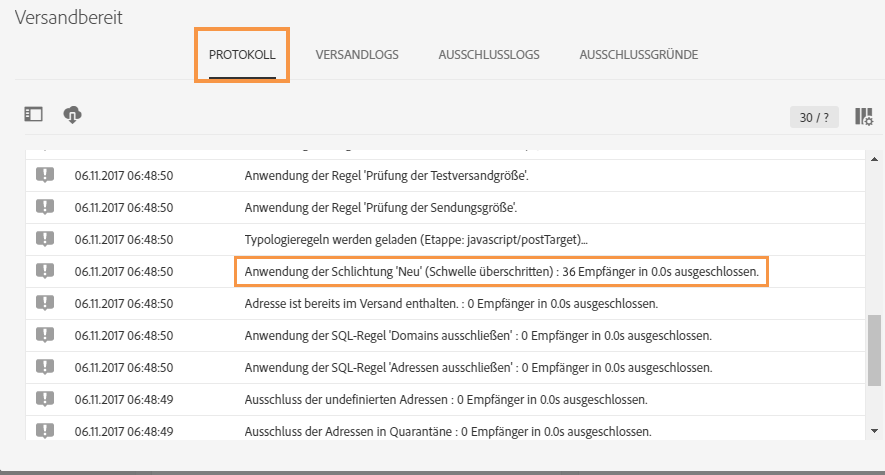 Versandbereit
PROTOKOLL VERSANDLOGS AUSSCHLUSSLOGS AUSSCHLUSSGRÜNDE
30 / ?
06.11.2017 06:48:50 Anwendung der Regel 'Prüfung der Testversandgröße'.
06.11.2017 06:48:50 Anwendung der Regel 'Prüfung der Sendungsgröße'.
06.11.2017 06:48:50 Typologieregeln werden geladen (Etappe: javascript/postTarget)...
06.11.2017 06:48:50 Anwendung der Schlichtung 'Neu' (Schwelle überschritten) : 36 Empfänger in 0.0s ausgeschlossen.
06.11.2017 06:48:50 Adresse ist bereits im Versand enthalten. : 0 Empfänger in 0.0s ausgeschlossen.
06.11.2017 06:48:50 Anwendung der SQL-Regel 'Domains ausschließen' : 0 Empfänger in 0.0s ausgeschlossen.
06.11.2017 06:48:50 Anwendung der SQL-Regel 'Adressen ausschließen' : 0 Empfänger in 0.0s ausgeschlossen.
06.11.2017 06:48:49 Ausschluss der undefinierten Adressen : 0 Empfänger in 0.0s ausgeschlossen.
06.11.2017 06:48:49 Ausschluss der Adressen in Quarantäne : 0 Empfänger in 0.0s ausgeschlossen.